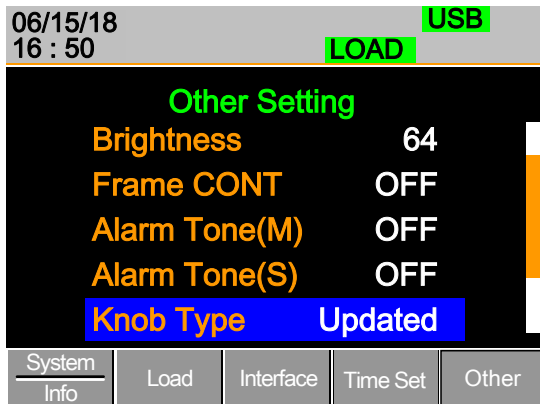 06/15/18
USB
16 : 50
LOAD
Other Setting
Brightness 64
Frame CONT OFF
Alarm Tone(M) OFF
Alarm Tone(S) OFF
Knob Type Updated
System
Info
Load
Interface
Time Set
Other